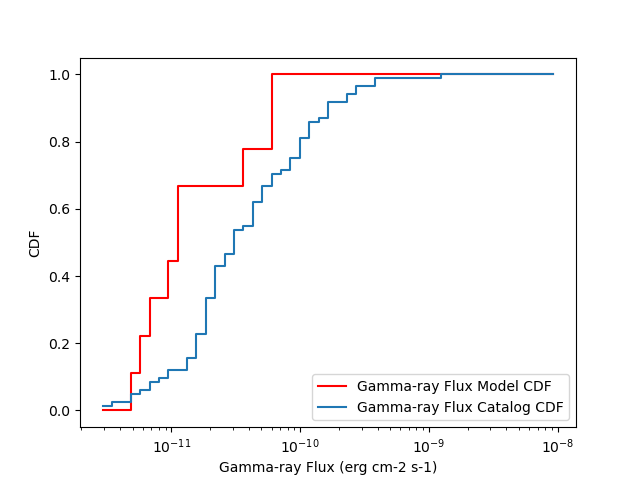 1.0
0.8
0.6
0.4
0.2
0.0
CDF
10⁻¹¹
10⁻¹⁰
10⁻⁹
10⁻⁸
Gamma-ray Flux (erg cm-2 s-1)
Gamma-ray Flux Model CDF
Gamma-ray Flux Catalog CDF